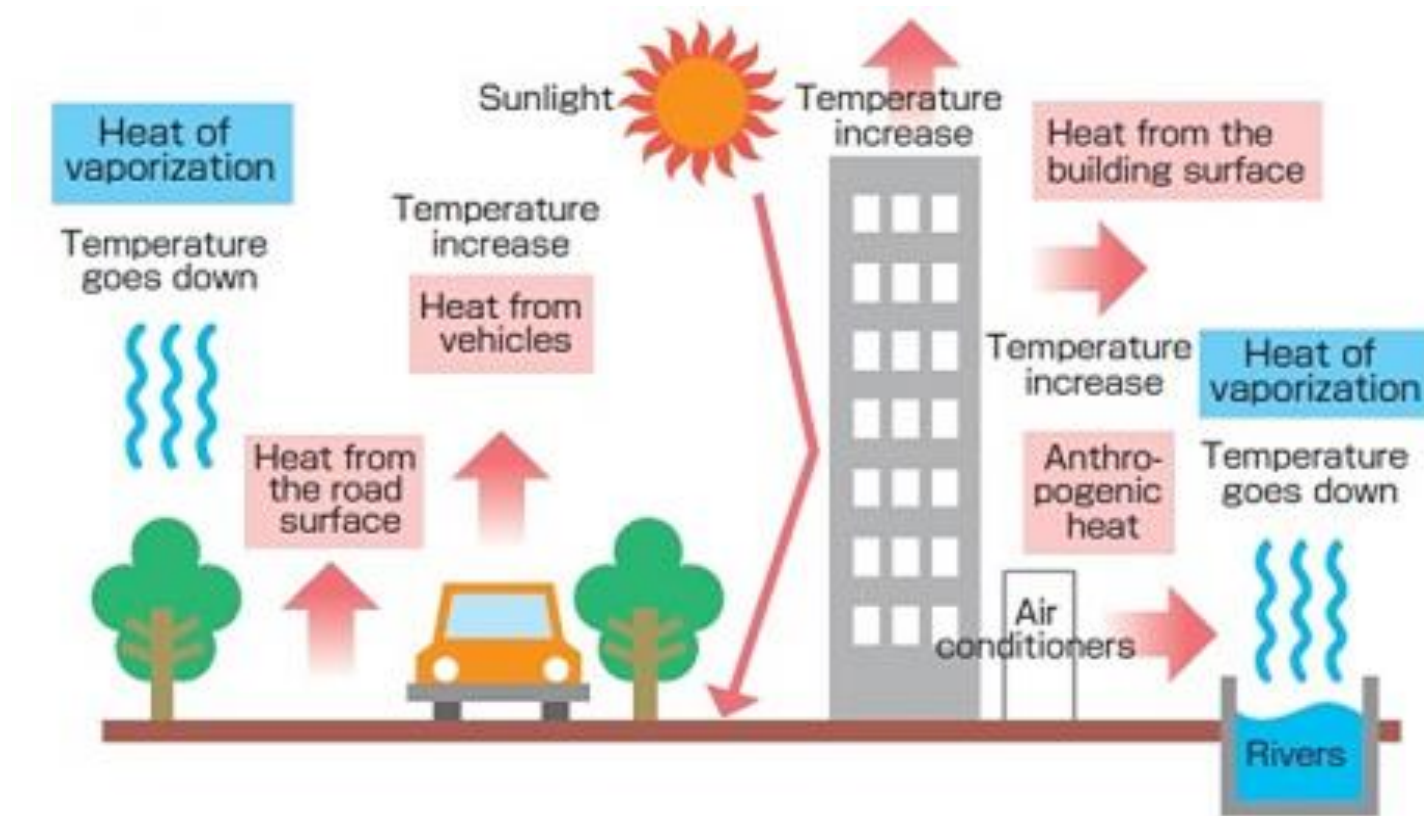 Heat of
vaporization
Temperature
goes down
Heat from
the road
surface
Temperature
increase
Heat from
vehicles
Sunlight
Temperature
increase
Heat from the
building surface
Temperature
increase
Anthro-
pogenic
heat
Air
conditioners
Heat of
vaporization
Temperature
goes down
Rivers